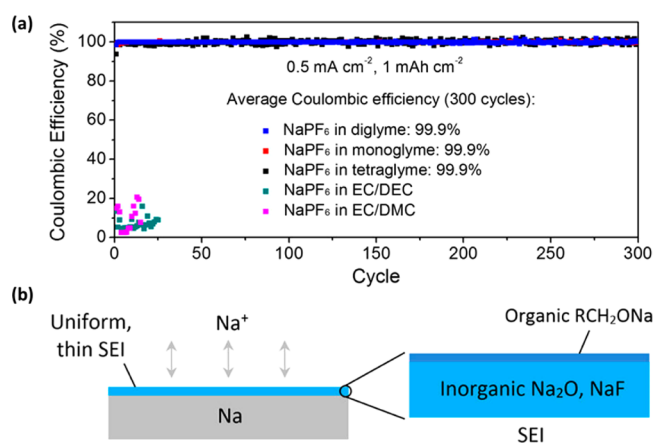 (a)
Coulombic Efficiency (%)
100
80
60
40
20
0
0.5 mA cm⁻², 1 mAh cm⁻²
Average Coulombic efficiency (300 cycles):
NaPF₆ in diglyme: 99.9%
NaPF₆ in monoglyme: 99.9%
NaPF₆ in tetraglyme: 99.9%
NaPF₆ in EC/DEC
NaPF₆ in EC/DMC
0 50 100 150 200 250 300
Cycle
(b)
Uniform,
thin SEI
Na⁺
Na
Organic RCH₂ONa
Inorganic Na₂O, NaF
SEI